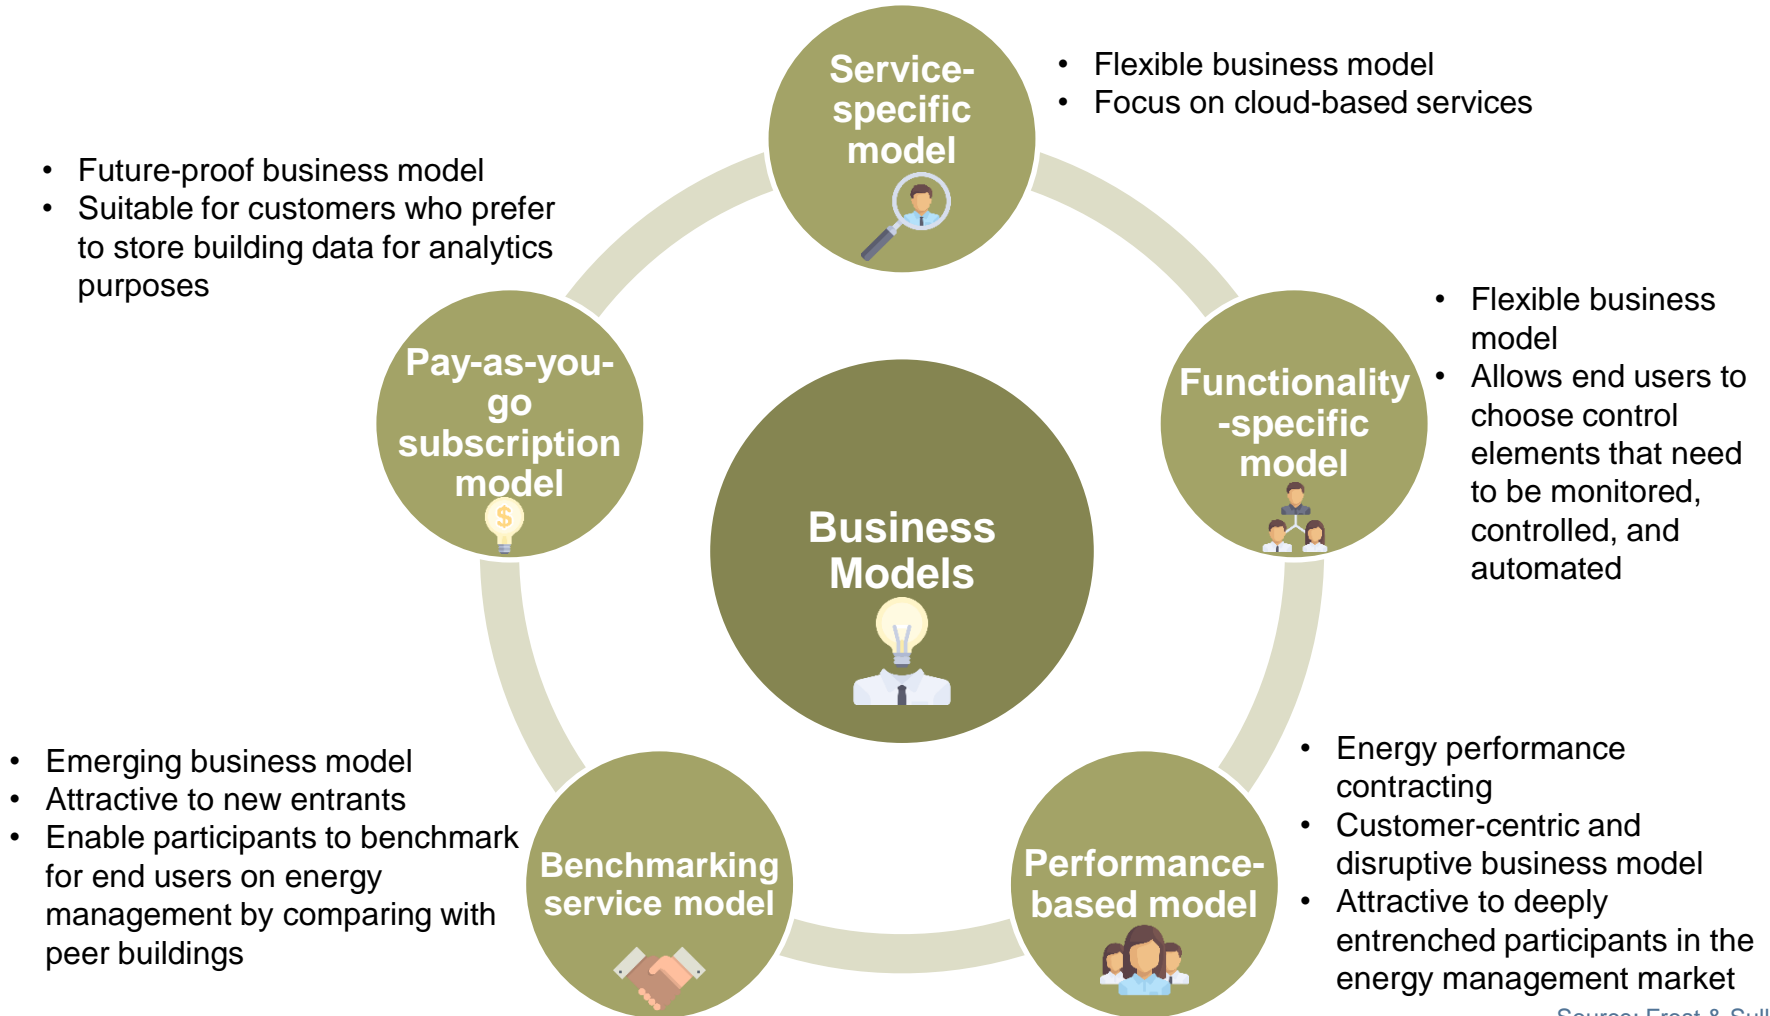 Service-
specific
model
• Flexible business model
• Focus on cloud-based services
• Future-proof business model
• Suitable for customers who prefer
to store building data for analytics
purposes
Pay-as-you-
go
subscription
model
$
Functionality
-specific
model
• Flexible business
model
• Allows end users to
choose control
elements that need
to be monitored,
controlled, and
automated
Business
Models
• Emerging business model
• Attractive to new entrants
• Enable participants to benchmark
for end users on energy
management by comparing with
peer buildings
Benchmarking
service model
Performance-
based model
• Energy performance
contracting
• Customer-centric and
disruptive business model
• Attractive to deeply
entrenched participants in the
energy management market
Source: Frost & Sull